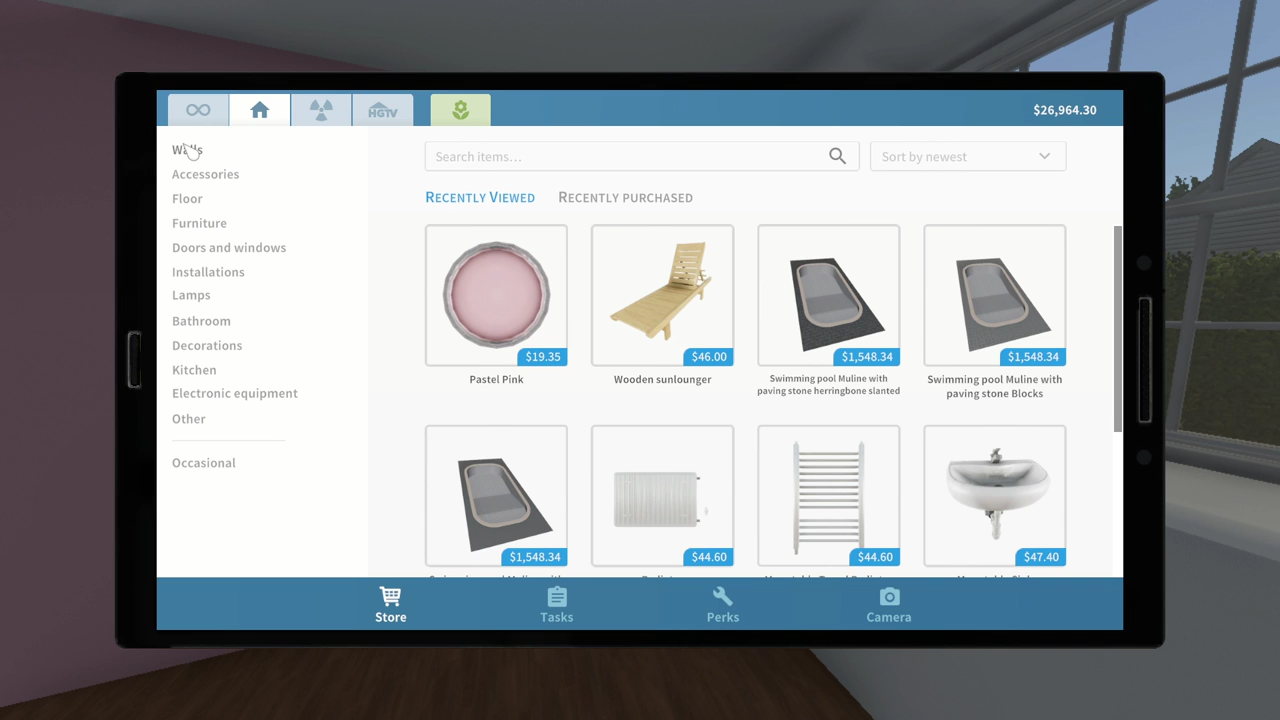 HGTV
$26,964.30
Walls
Accessories
Floor
Furniture
Doors and windows
Installations
Lamps
Bathroom
Decorations
Kitchen
Electronic equipment
Other
Occasional
Search items...
Sort by newest
RECENTLY VIEWED
RECENTLY PURCHASED
$19.35
Pastel Pink
$46.00
Wooden sunlounger
$1,548.34
Swimming pool Muline with
paving stone herringbone slanted
$1,548.34
Swimming pool Muline with
paving stone Blocks
$1,548.34
$44.60
$44.60
$47.40
Store
Tasks
Perks
Camera